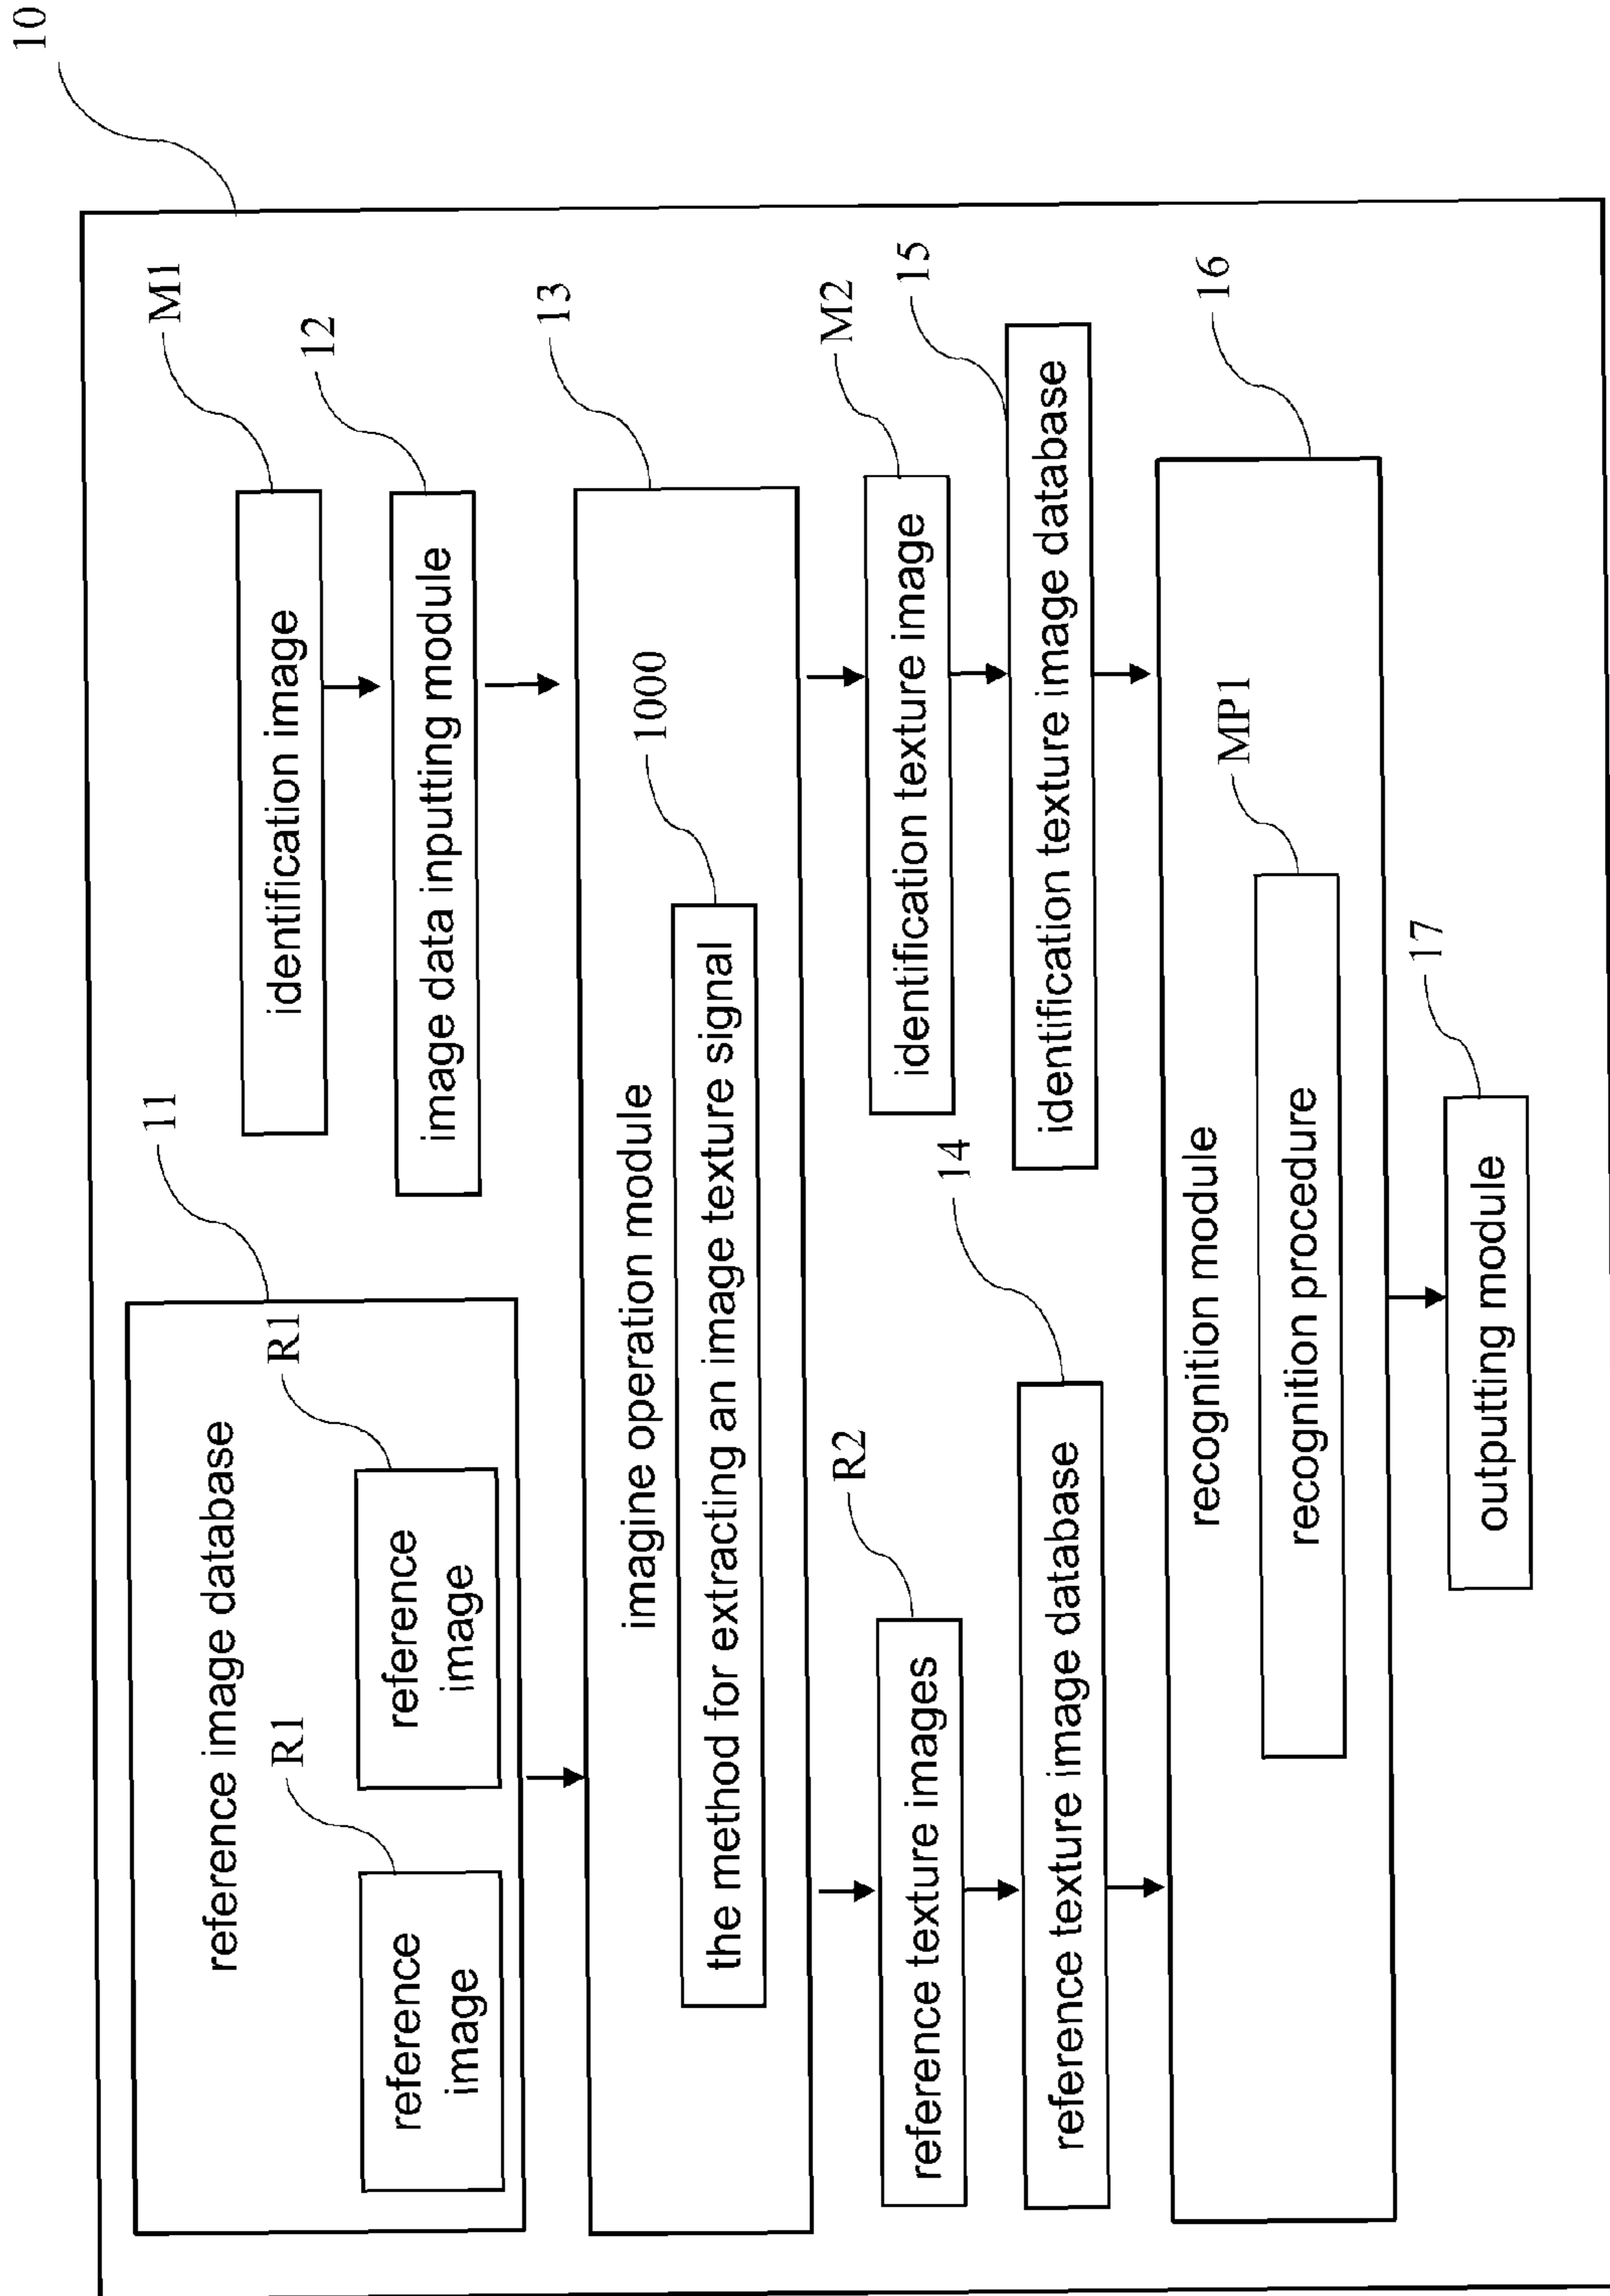 10
11
reference image database
R1
R1
reference
image
reference
image
M1
identification image
12
image data inputting module
13
imagine operation module
1000
the method for extracting an image texture signal
R2
reference texture images
14
reference texture image database
M2
identification texture image
15
identification texture image database
16
recognition module
MP1
recognition procedure
17
outputting module